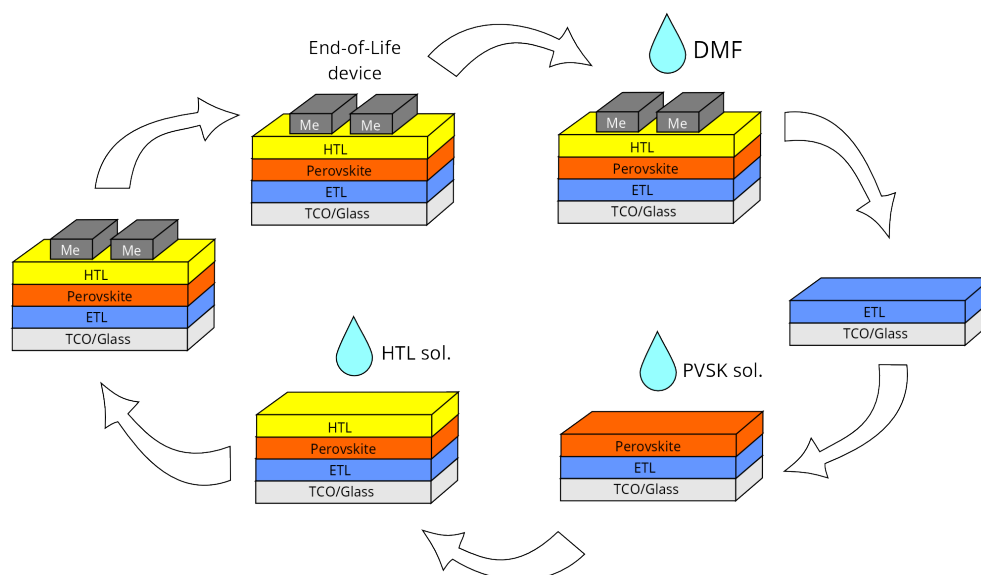 End-of-Life
device
DMF
Me Me
HTL
Perovskite
ETL
TCO/Glass
Me Me
HTL
Perovskite
ETL
TCO/Glass
Me Me
HTL
Perovskite
ETL
TCO/Glass
ETL
TCO/Glass
HTL sol.
HTL
Perovskite
ETL
TCO/Glass
PVSK sol.
Perovskite
ETL
TCO/Glass